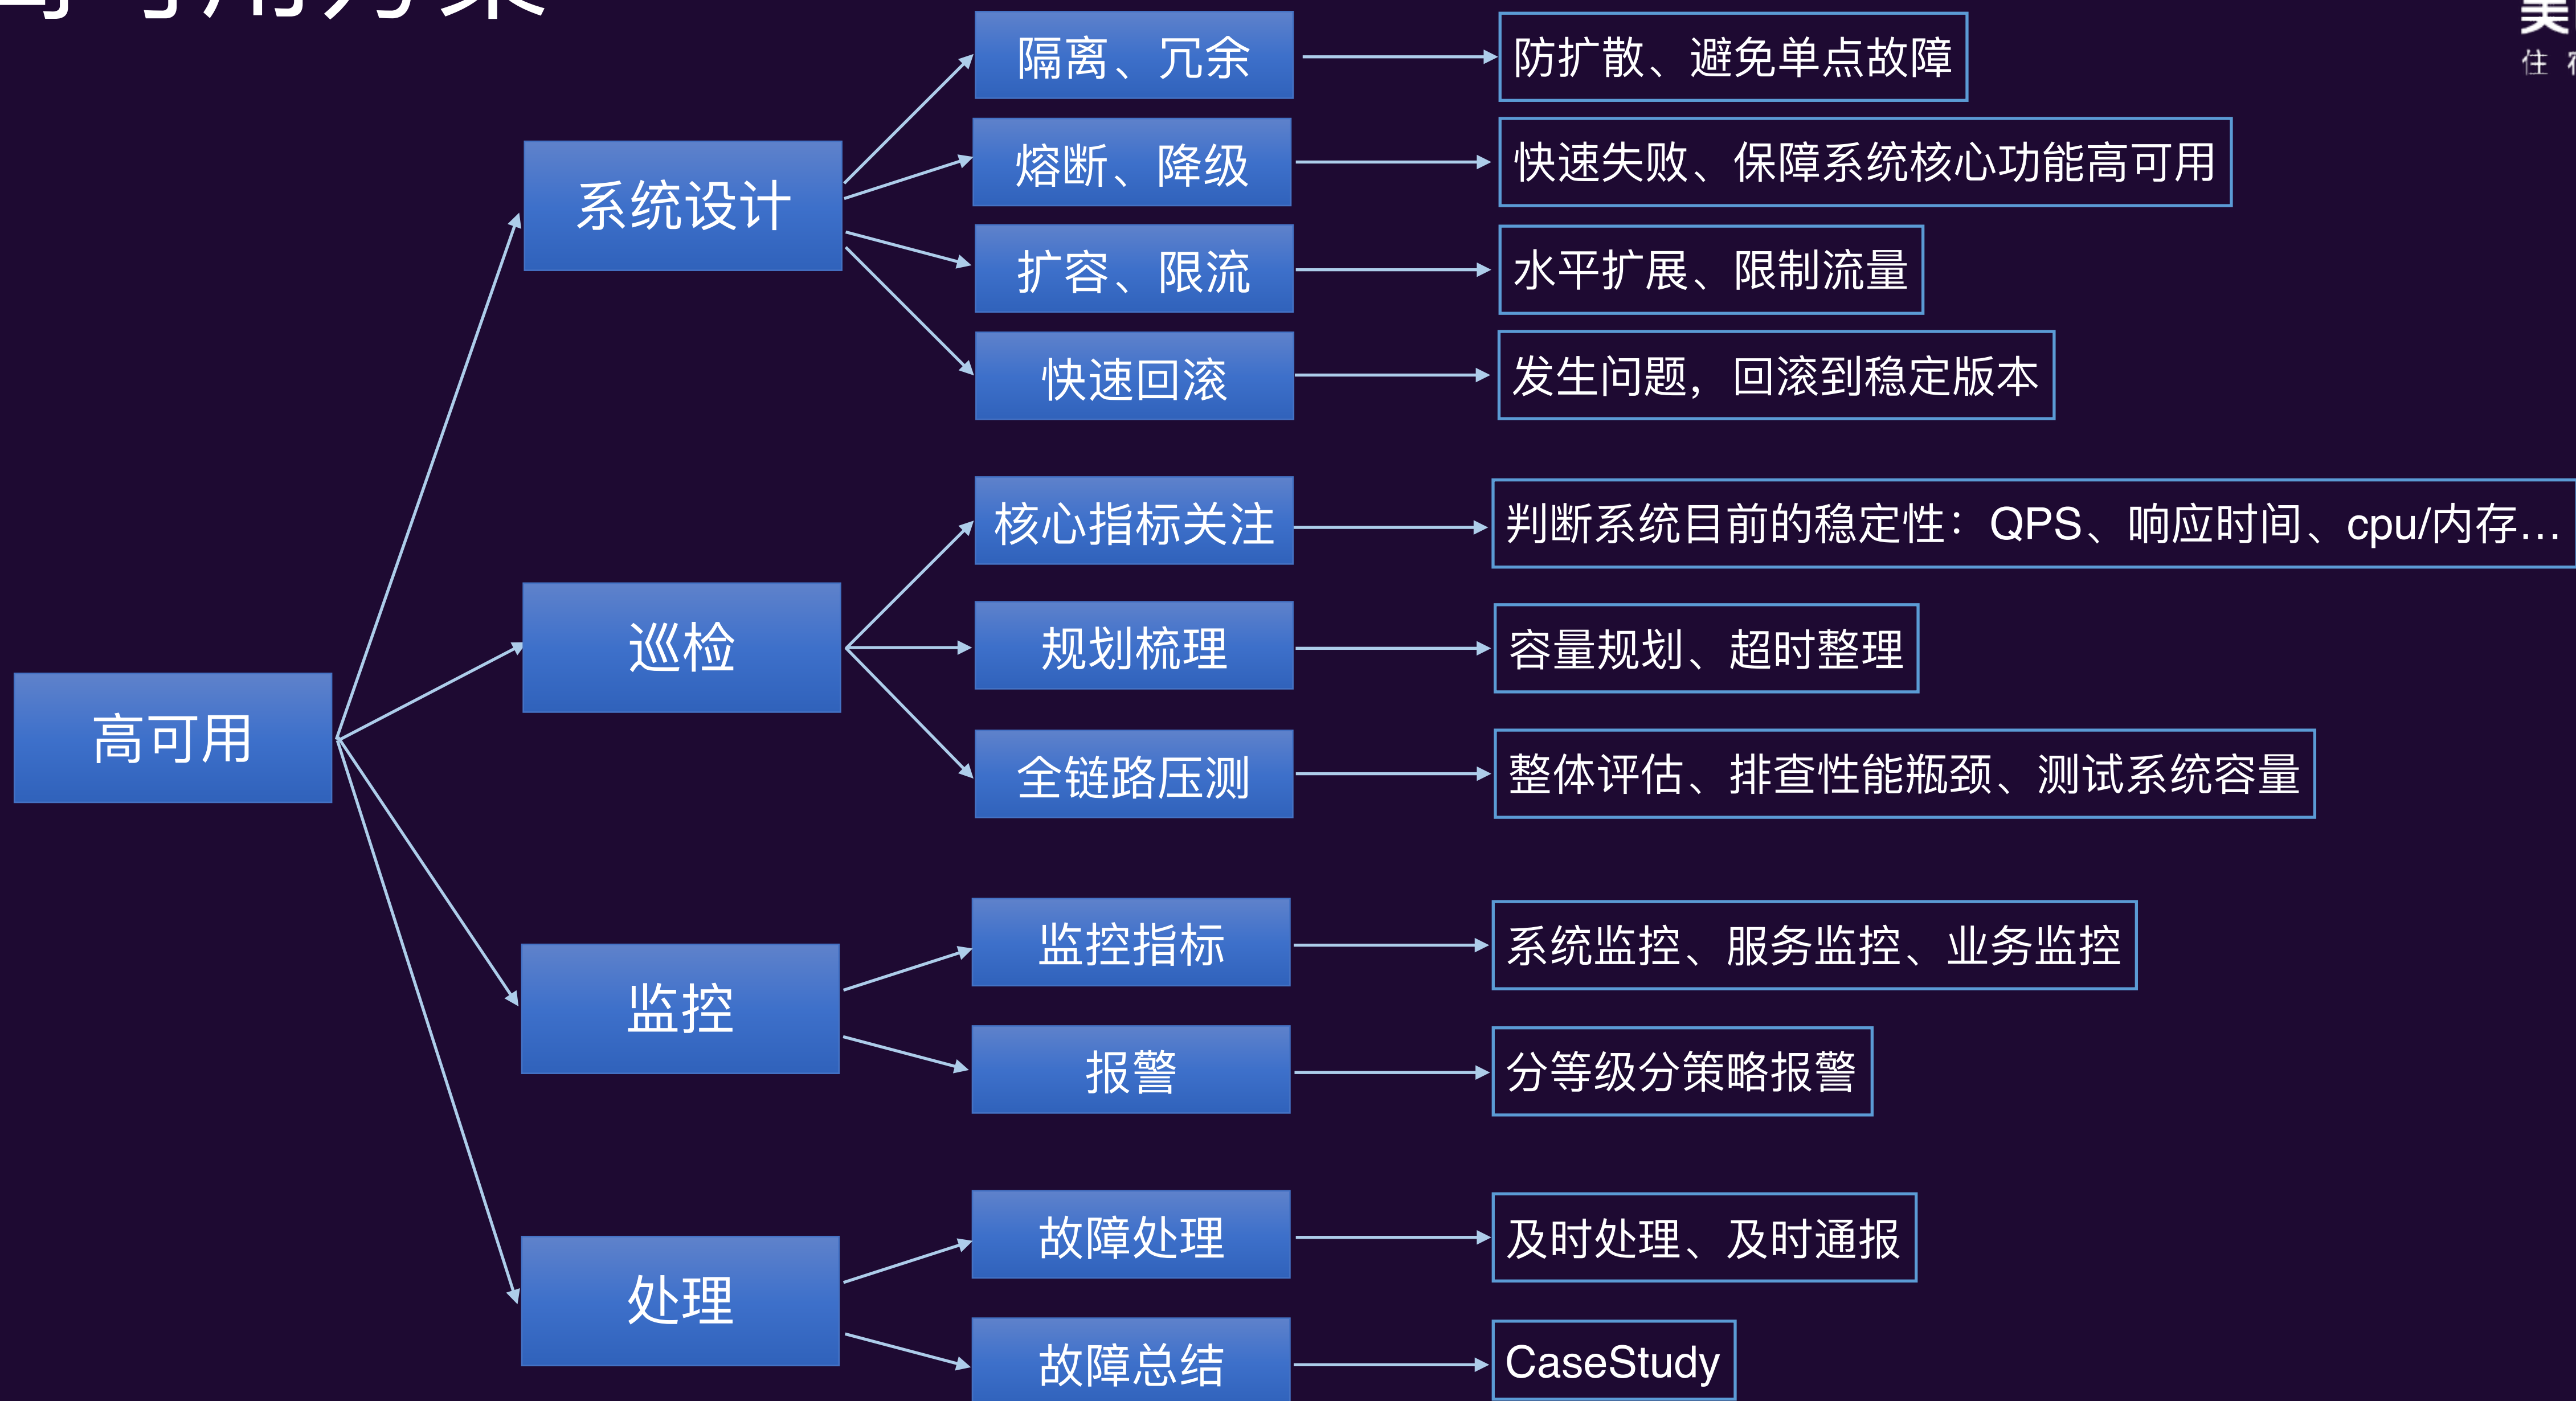 可用方案
美
住
隔离、冗余
防扩散、避免单点故障
熔断、降级
快速失败、保障系统核心功能高可用
系统设计
扩容、限流
水平扩展、限制流量
快速回滚
发生问题，回滚到稳定版本
核心指标关注
判断系统目前的稳定性：QPS、响应时间、cpu/内存...
巡检
规划梳理
容量规划、超时整理
高可用
全链路压测
整体评估、排查性能瓶颈、测试系统容量
监控指标
系统监控、服务监控、业务监控
监控
报警
分等级分策略报警
故障处理
及时处理、及时通报
处理
故障总结
CaseStudy